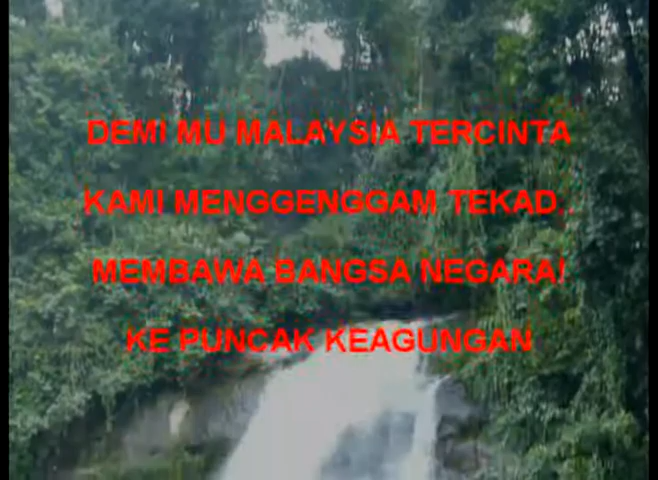 DEMI MU MALAYSIA TERCINTA
KAMI MENGGENGGAM TEKAD..
MEMBAWA BANGSA NEGARA!
KE PUNCAK KEAGUNGAN